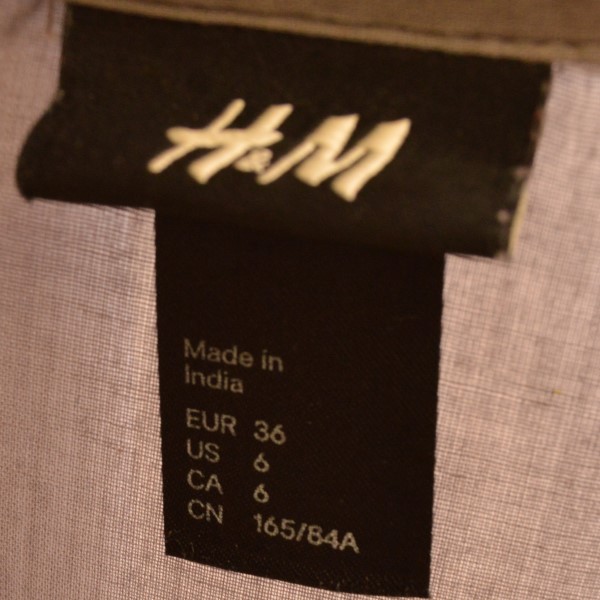 H&M
Made in
India
EUR 36
US 6
CA 6
CN 165/84A